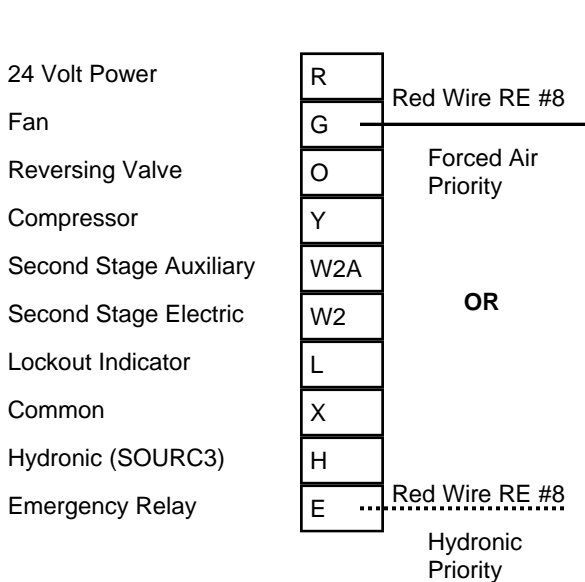 24 Volt Power R
Red Wire RE #8
Fan G
Forced Air
Priority
Reversing Valve O
Compressor Y
Second Stage Auxiliary W2A
OR
Second Stage Electric W2
Lockout Indicator L
Common X
Hydronic (SOURC3) H
Red Wire RE #8
Emergency Relay E
Hydronic
Priority